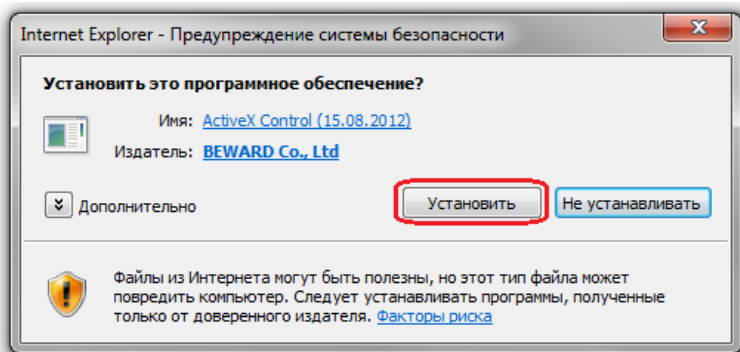 Internet Explorer - Предупреждение системы безопасности
Установить это программное обеспечение?
Имя: ActiveX Control (15.08.2012)
Издатель: BEWARD Co., Ltd
Дополнительно Установить Не устанавливать
Файлы из Интернета могут быть полезны, но этот тип файла может
повредить компьютер. Следует устанавливать программы, полученные
только от доверенного издателя. Факторы риска